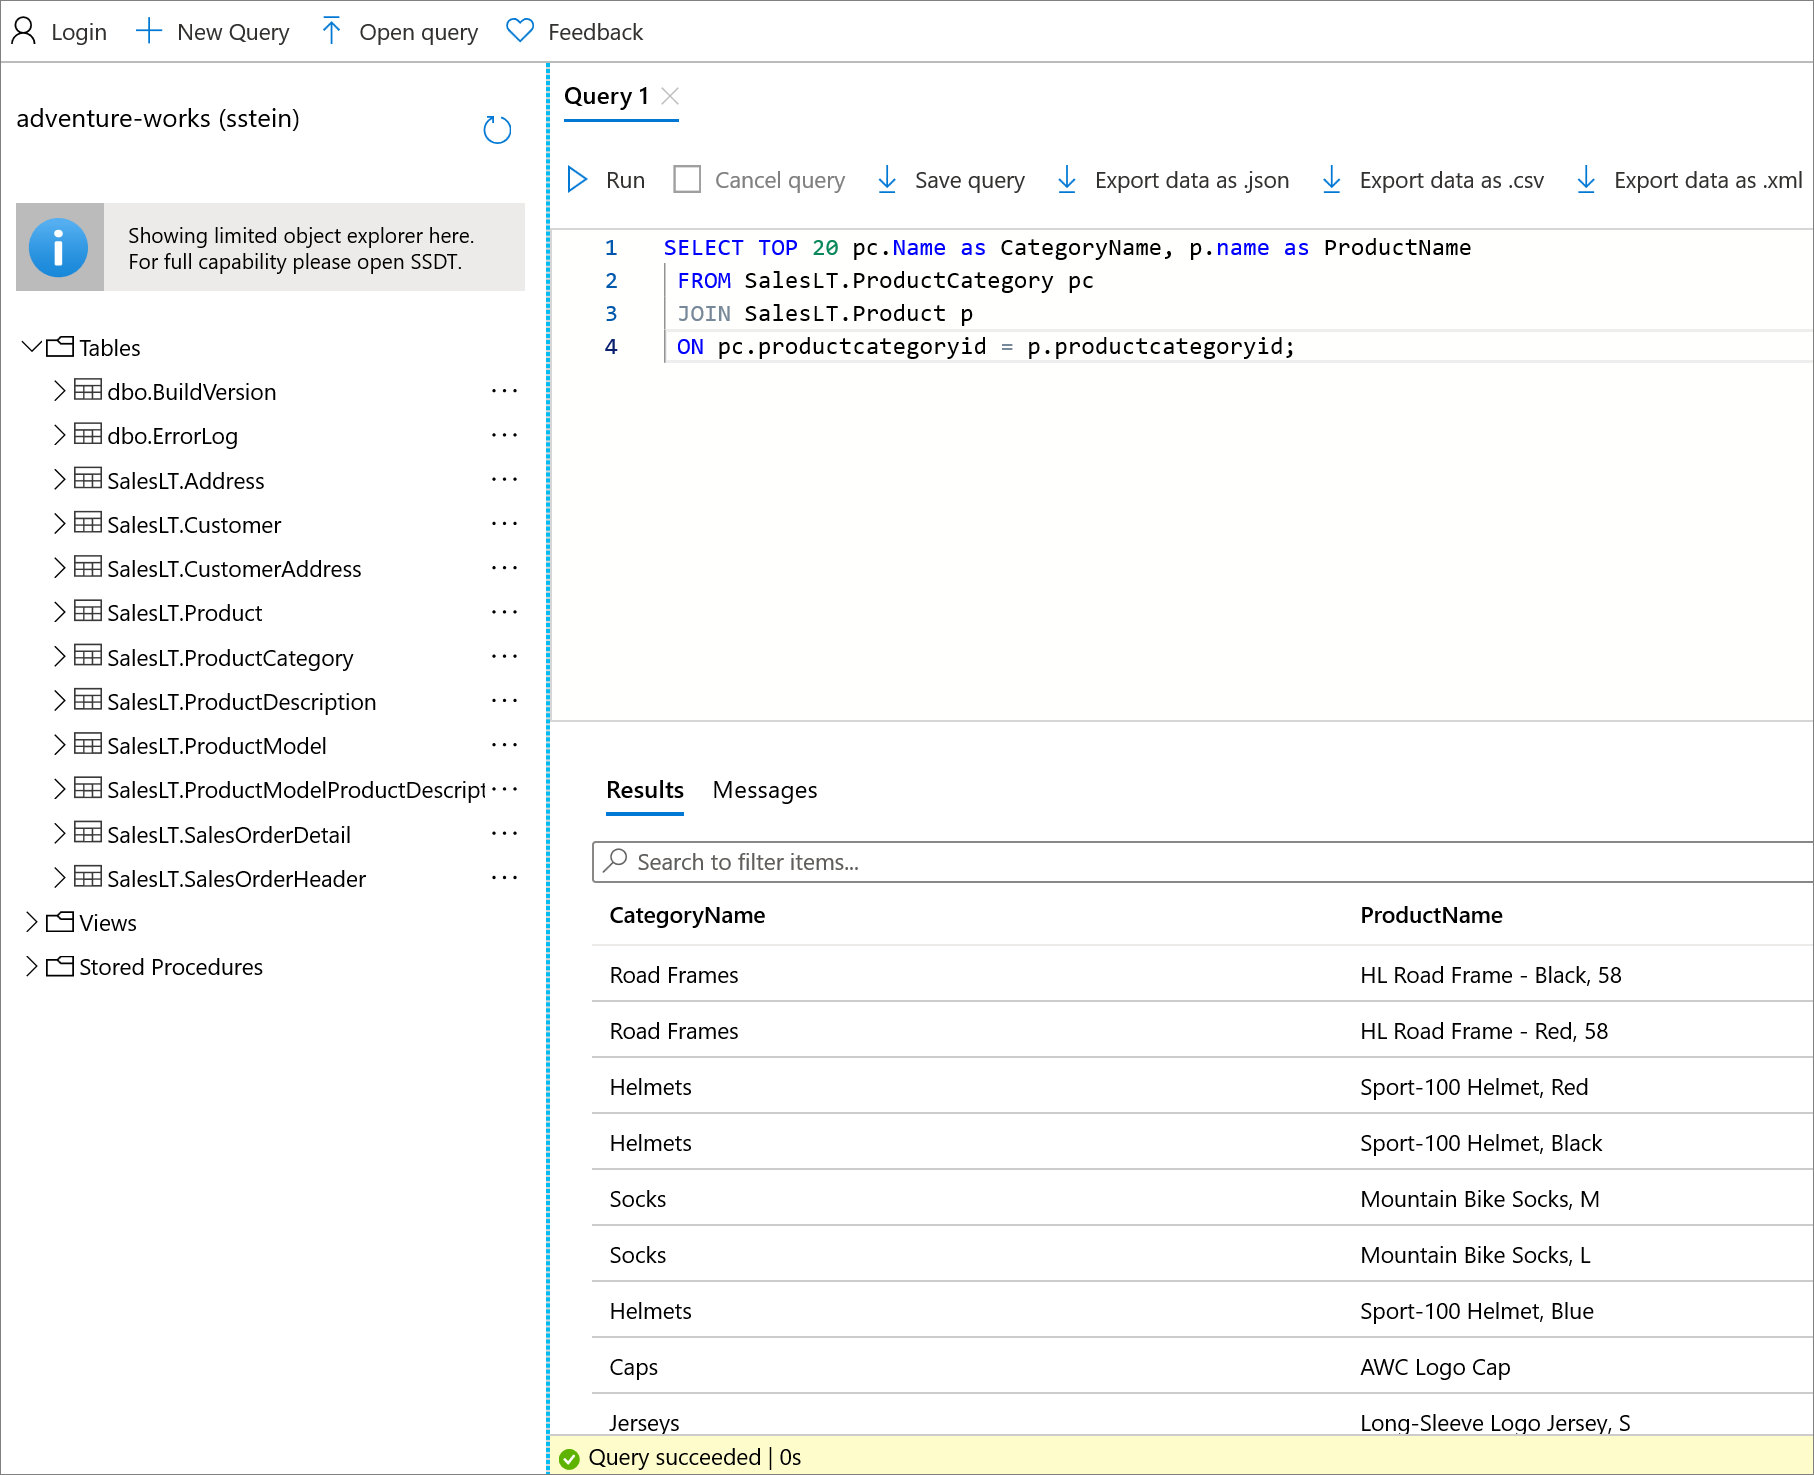 Login
New Query
Open query
Feedback
adventure-works (sstein)
Showing limited object explorer here.
For full capability please open SSDT.
Tables
dbo.BuildVersion
dbo.ErrorLog
SalesLT.Address
SalesLT.Customer
SalesLT.CustomerAddress
SalesLT.Product
SalesLT.ProductCategory
SalesLT.ProductDescription
SalesLT.ProductModel
SalesLT.ProductModelProductDescript
SalesLT.SalesOrderDetail
SalesLT.SalesOrderHeader
Views
Stored Procedures
Query 1
Run
Cancel query
Save query
Export data as .json
Export data as .csv
Export data as .xml
1 SELECT TOP 20 pc.Name as CategoryName, p.name as ProductName
2 FROM SalesLT.ProductCategory pc
3 JOIN SalesLT.Product p
4 ON pc.productcategoryid = p.productcategoryid;
Results Messages
Search to filter items...
CategoryName ProductName
Road Frames HL Road Frame - Black, 58
Road Frames HL Road Frame - Red, 58
Helmets Sport-100 Helmet, Red
Helmets Sport-100 Helmet, Black
Socks Mountain Bike Socks, M
Socks Mountain Bike Socks, L
Helmets Sport-100 Helmet, Blue
Caps AWC Logo Cap
Jerseys Long-Sleeve Logo Jersey, S
Query succeeded | 0s